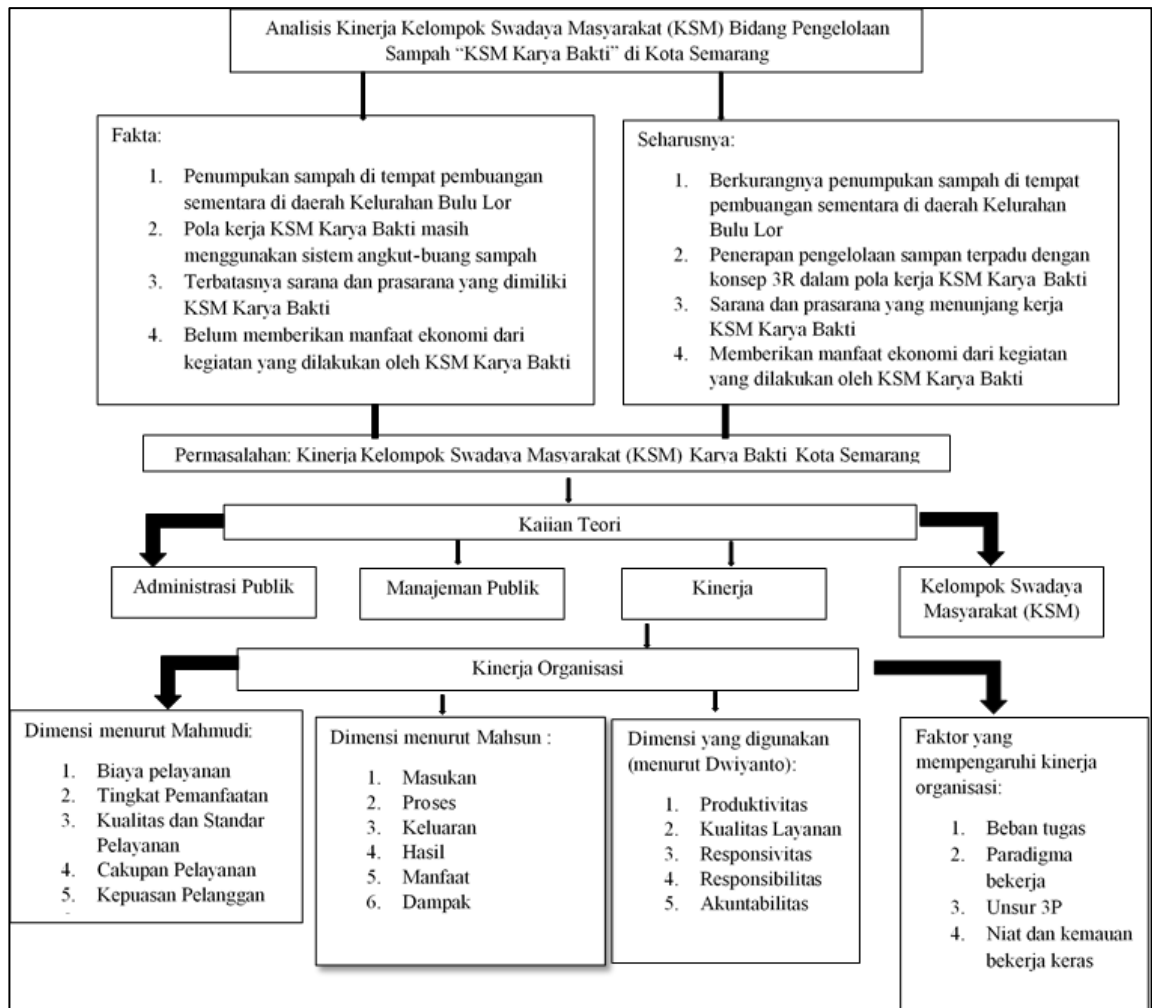 Analisis Kinerja Kelompok Swadaya Masyarakat (KSM) Bidang Pengelolaan
Sampah “KSM Karya Bakti” di Kota Semarang
Fakta:
1. Penumpukan sampah di tempat pembuangan
sementara di daerah Kelurahan Bulu Lor
2. Pola kerja KSM Karya Bakti masih
menggunakan sistem angkut-buang sampah
3. Terbatasnya sarana dan prasarana yang dimiliki
KSM Karya Bakti
4. Belum memberikan manfaat ekonomi dari
kegiatan yang dilakukan oleh KSM Karya Bakti
Seharusnya:
1. Berkurangnya penumpukan sampah di tempat
pembuangan sementara di daerah Kelurahan
Bulu Lor
2. Penerapan pengelolaan sampan terpadu dengan
konsep 3R dalam pola kerja KSM Karya Bakti
3. Sarana dan prasarana yang menunjang kerja
KSM Karya Bakti
4. Memberikan manfaat ekonomi dari kegiatan
yang dilakukan oleh KSM Karya Bakti
Permasalahan: Kinerja Kelompok Swadaya Masyarakat (KSM) Karya Bakti Kota Semarang
Kajian Teori
Administrasi Publik
Manajeman Publik
Kinerja
Kelompok Swadaya
Masyarakat (KSM)
Kinerja Organisasi
Dimensi menurut Mahmudi:
1. Biaya pelayanan
2. Tingkat Pemanfaatan
3. Kualitas dan Standar
Pelayanan
4. Cakupan Pelayanan
5. Kepuasan Pelanggan
Dimensi menurut Mahsun :
1. Masukan
2. Proses
3. Keluaran
4. Hasil
5. Manfaat
6. Dampak
Dimensi yang digunakan
(menurut Dwiyanto):
1. Produktivitas
2. Kualitas Layanan
3. Responsivitas
4. Responsibilitas
5. Akuntabilitas
Faktor yang
mempengaruhi kinerja
organisasi:
1. Beban tugas
2. Paradigma
bekerja
3. Unsur 3P
4. Niat dan kemauan
bekerja keras